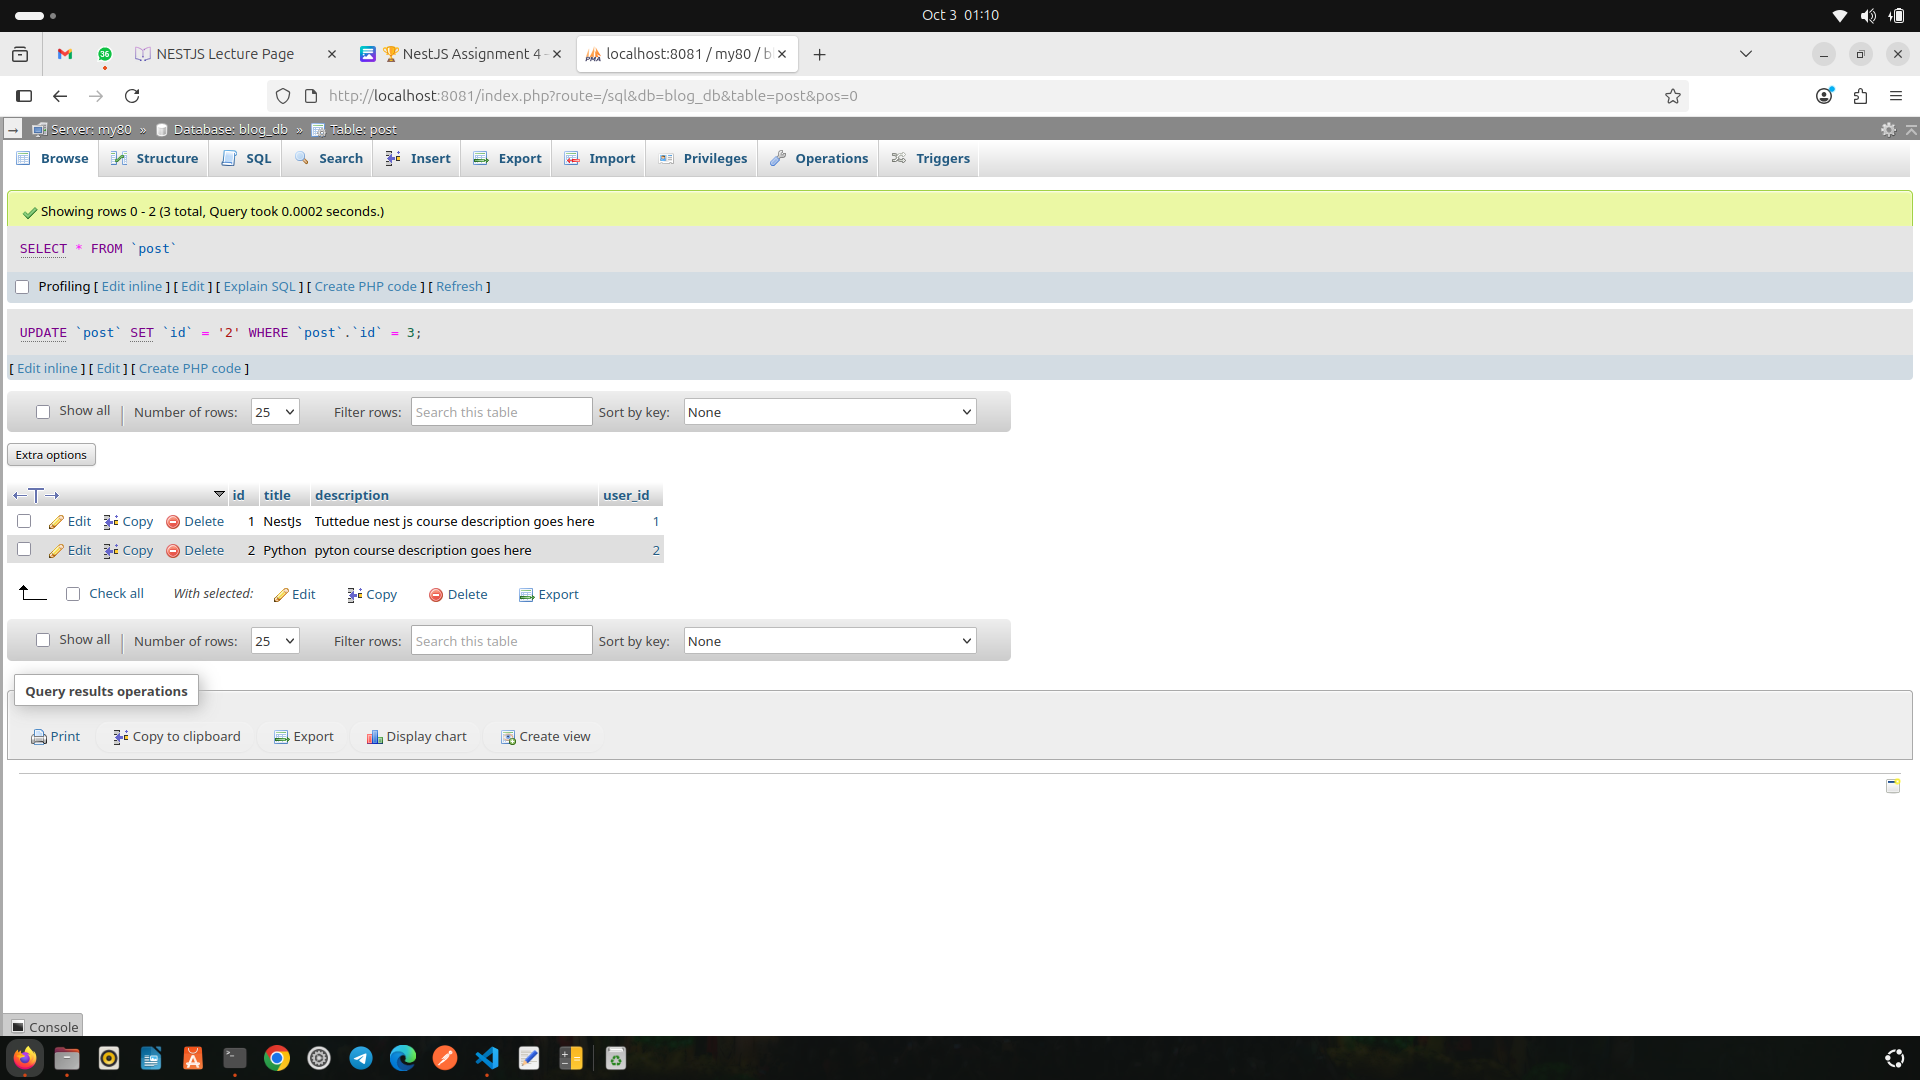 Oct 3 01:10
36
NESTJS Lecture Page
🏆 NestJS Assignment 4 -
localhost:8081 / my80 / b
http://localhost:8081/index.php?route=/sql&db=blog_db&table=post&pos=0
Server: my80 » Database: blog_db » Table: post
Browse Structure SQL Search Insert Export Import Privileges Operations Triggers
Showing rows 0 - 2 (3 total, Query took 0.0002 seconds.)
SELECT * FROM `post`
Profiling [ Edit inline ] [ Edit ] [ Explain SQL ] [ Create PHP code ] [ Refresh ]
UPDATE `post` SET `id` = '2' WHERE `post`.`id` = 3;
[ Edit inline ] [ Edit ] [ Create PHP code ]
Show all Number of rows: 25 Filter rows: Search this table Sort by key: None
Extra options
id title description user_id
Edit Copy Delete 1 NestJs Tuttedue nest js course description goes here 1
Edit Copy Delete 2 Python pyton course description goes here 2
Check all With selected: Edit Copy Delete Export
Show all Number of rows: 25 Filter rows: Search this table Sort by key: None
Query results operations
Print Copy to clipboard Export Display chart Create view
Console